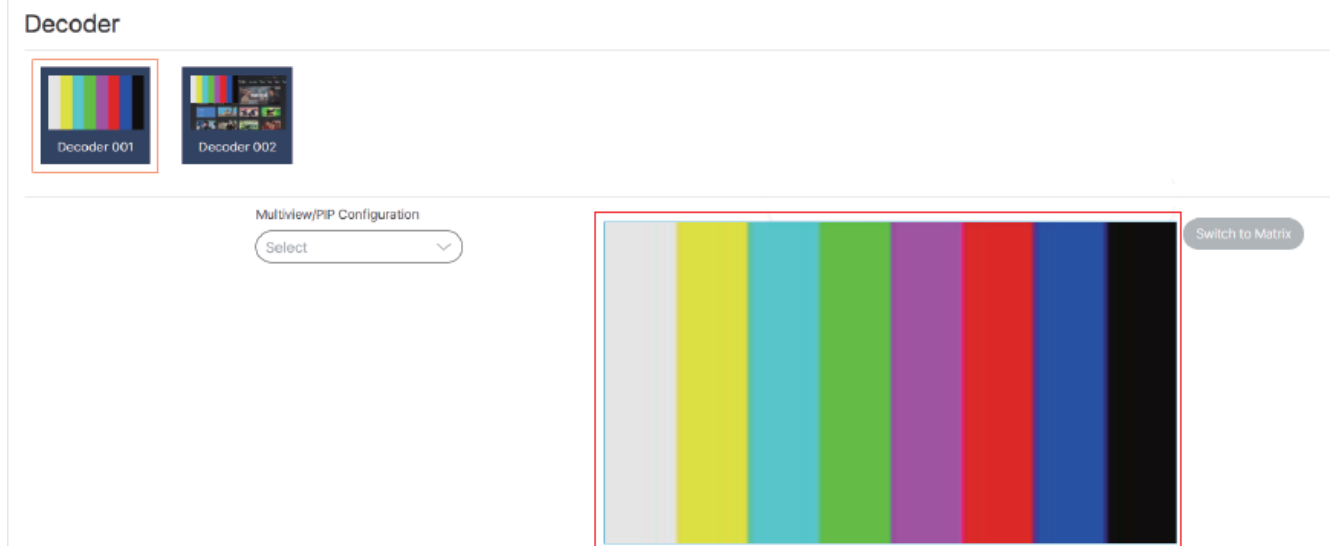 Decoder
Decoder 001
Decoder 002
Multiview/PIP Configuration
Select
Switch to Matrix